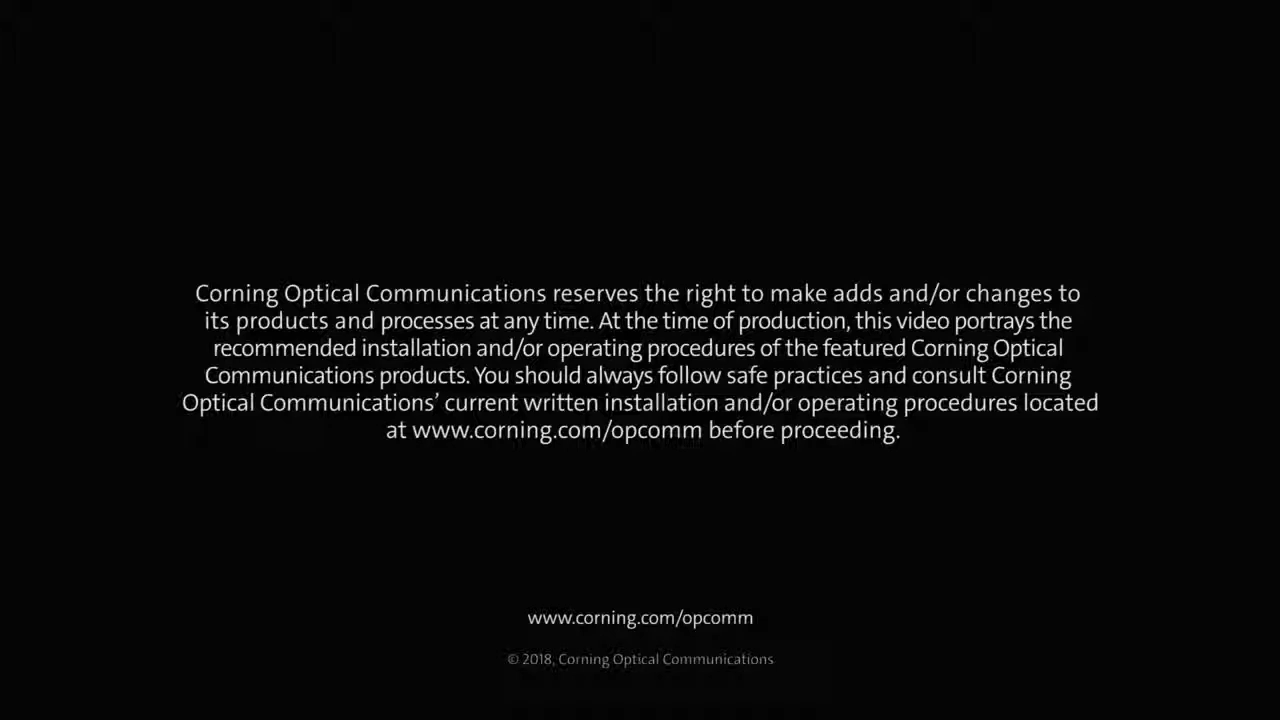 Corning Optical Communications reserves the right to make adds and/or changes to
its products and processes at any time. At the time of production, this video portrays the
recommended installation and/or operating procedures of the featured Corning Optical
Communications products. You should always follow safe practices and consult Corning
Optical Communications’ current written installation and/or operating procedures located
at www.corning.com/opcomm before proceeding.
www.corning.com/opcomm
© 2018, Corning Optical Communications